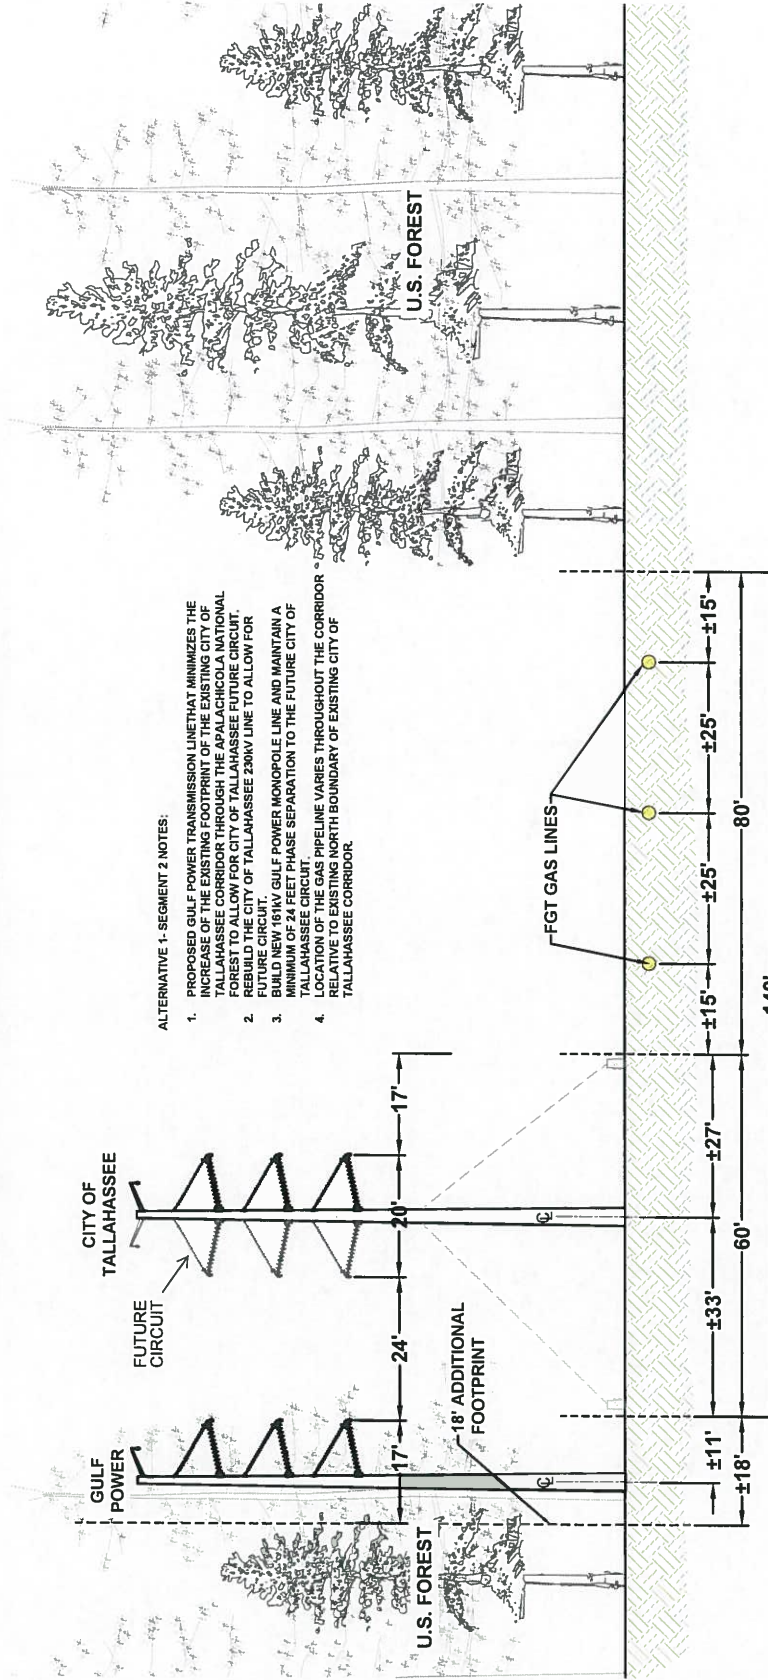 ALTERNATIVE 1- SEGMENT 2 NOTES:
1. PROPOSED GULF POWER TRANSMISSION LINETHAT MINIMIZES THE
INCREASE OF THE EXISTING FOOTPRINT OF THE EXISTING CITY OF
TALLAHASSEE CORRIDOR THROUGH THE APALACHICOLA NATIONAL
FOREST TO ALLOW FOR CITY OF TALLAHASSEE FUTURE CIRCUIT.
2. REBUILD THE CITY OF TALLAHASSEE 230kV LINE TO ALLOW FOR
FUTURE CIRCUIT.
3. BUILD NEW 161kV GULF POWER MONOPOLE LINE AND MAINTAIN A
MINIMUM OF 24 FEET PHASE SEPARATION TO THE FUTURE CITY OF
TALLAHASSEE CIRCUIT.
4. LOCATION OF THE GAS PIPELINE VARIES THROUGHOUT THE CORRIDOR
RELATIVE TO EXISTING NORTH BOUNDARY OF EXISTING CITY OF
TALLAHASSEE CORRIDOR.
CITY OF
TALLAHASSEE
FUTURE
CIRCUIT
GULF
POWER
17'
24'
20'
17'
U.S. FOREST
U.S. FOREST
18' ADDITIONAL
FOOTPRINT
FGT GAS LINES
CL
CL
±11'
±33'
±27'
±15'
±25'
±25'
±15'
±18'
60'
80'